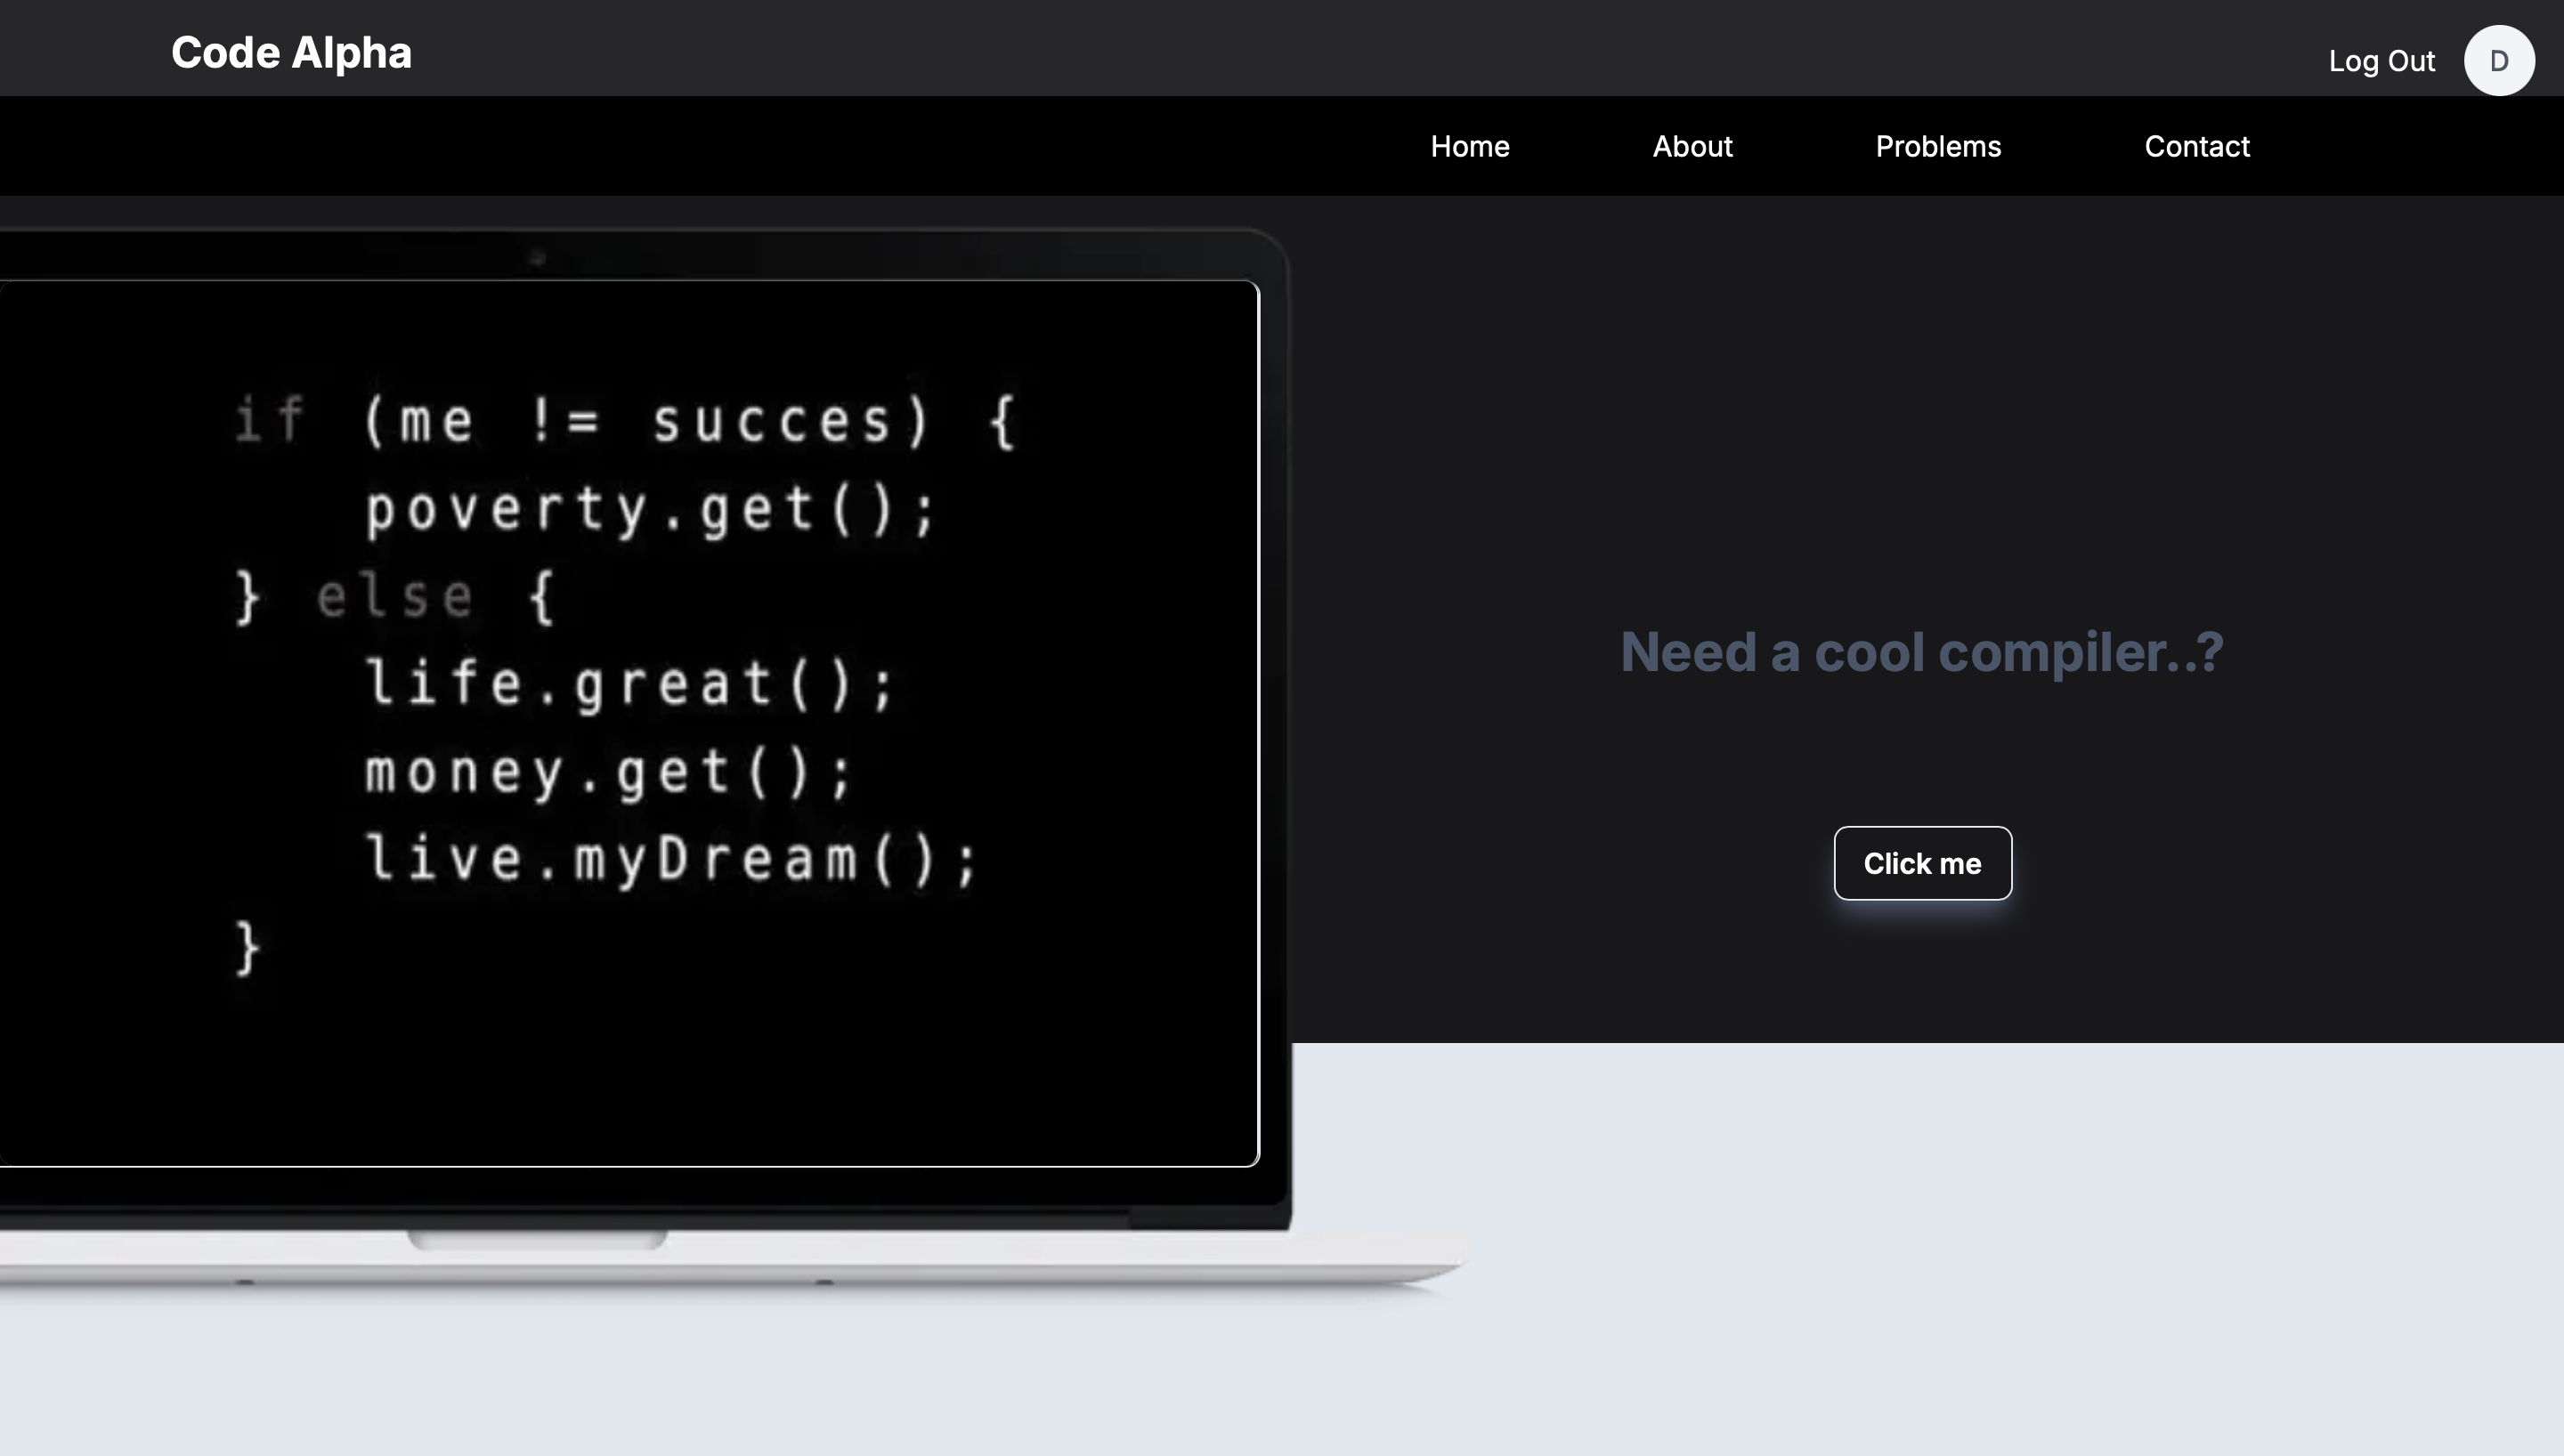 Code Alpha
Log Out D
Home About Problems Contact
if (me != succes) {
poverty.get();
} else {
life.great();
money.get();
live.myDream();
}
Need a cool compiler..?
Click me